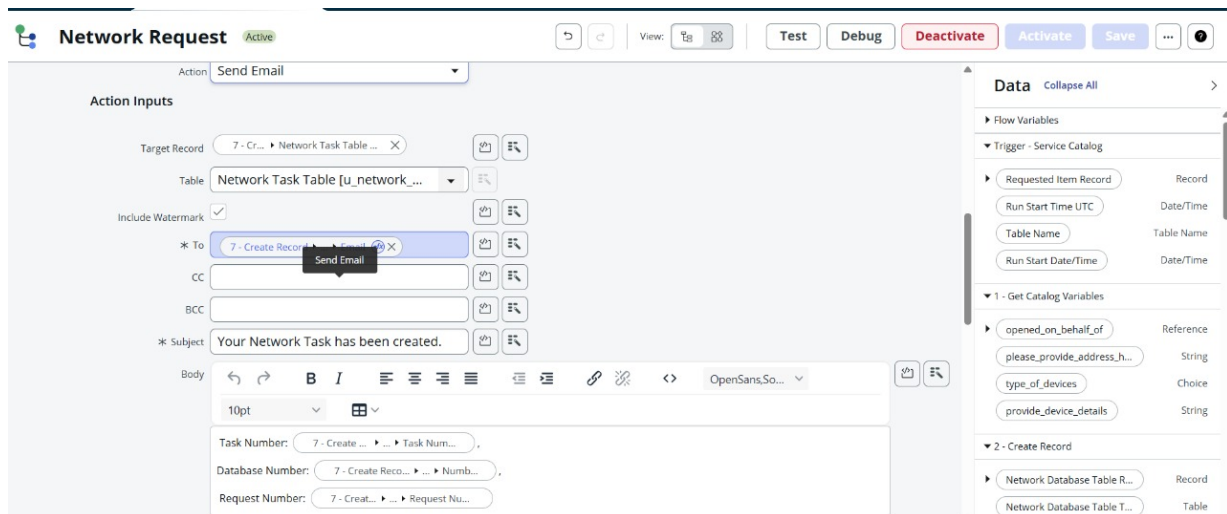 Network Request Active View: Test Debug Deactivate Activate Save ... ?
Action Send Email
Action Inputs
Target Record 7 - Cr... Network Task Table ...
Table Network Task Table [u_network_...
Include Watermark
* To 7 - Create Record Email
Send Email
CC
BCC
* Subject Your Network Task has been created.
Body B I OpenSans,So...
10pt
Task Number: 7 - Create ... ... Task Num... ,
Database Number: 7 - Create Reco... ... Numb... ,
Request Number: 7 - Creat... ... Request Nu...
Data Collapse All
Flow Variables
Trigger - Service Catalog
Requested Item Record Record
Run Start Time UTC Date/Time
Table Name Table Name
Run Start Date/Time Date/Time
1 - Get Catalog Variables
opened_on_behalf_of Reference
please_provide_address_h... String
type_of_devices Choice
provide_device_details String
2 - Create Record
Network Database Table R... Record
Network Database Table T... Table